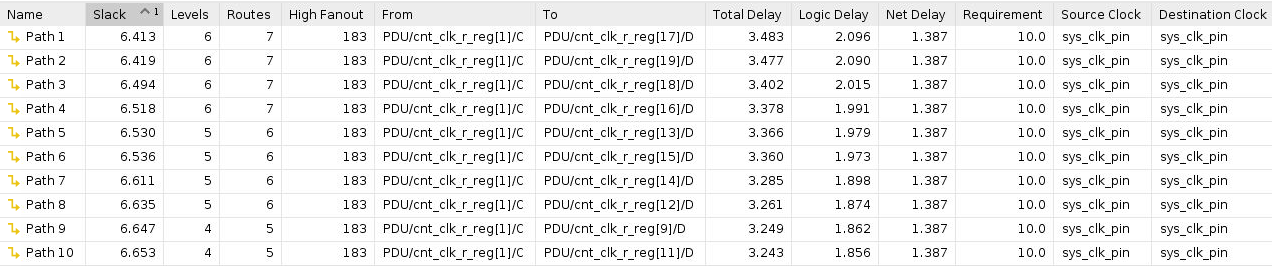 Name Slack 1 Levels Routes High Fanout From To Total Delay Logic Delay Net Delay Requirement Source Clock Destination Clock
Path 1 6.413 6 7 183 PDU/cnt_clk_r_reg[1]/C PDU/cnt_clk_r_reg[17]/D 3.483 2.096 1.387 10.0 sys_clk_pin sys_clk_pin
Path 2 6.419 6 7 183 PDU/cnt_clk_r_reg[1]/C PDU/cnt_clk_r_reg[19]/D 3.477 2.090 1.387 10.0 sys_clk_pin sys_clk_pin
Path 3 6.494 6 7 183 PDU/cnt_clk_r_reg[1]/C PDU/cnt_clk_r_reg[18]/D 3.402 2.015 1.387 10.0 sys_clk_pin sys_clk_pin
Path 4 6.518 6 7 183 PDU/cnt_clk_r_reg[1]/C PDU/cnt_clk_r_reg[16]/D 3.378 1.991 1.387 10.0 sys_clk_pin sys_clk_pin
Path 5 6.530 5 6 183 PDU/cnt_clk_r_reg[1]/C PDU/cnt_clk_r_reg[13]/D 3.366 1.979 1.387 10.0 sys_clk_pin sys_clk_pin
Path 6 6.536 5 6 183 PDU/cnt_clk_r_reg[1]/C PDU/cnt_clk_r_reg[15]/D 3.360 1.973 1.387 10.0 sys_clk_pin sys_clk_pin
Path 7 6.611 5 6 183 PDU/cnt_clk_r_reg[1]/C PDU/cnt_clk_r_reg[14]/D 3.285 1.898 1.387 10.0 sys_clk_pin sys_clk_pin
Path 8 6.635 5 6 183 PDU/cnt_clk_r_reg[1]/C PDU/cnt_clk_r_reg[12]/D 3.261 1.874 1.387 10.0 sys_clk_pin sys_clk_pin
Path 9 6.647 4 5 183 PDU/cnt_clk_r_reg[1]/C PDU/cnt_clk_r_reg[9]/D 3.249 1.862 1.387 10.0 sys_clk_pin sys_clk_pin
Path 10 6.653 4 5 183 PDU/cnt_clk_r_reg[1]/C PDU/cnt_clk_r_reg[11]/D 3.243 1.856 1.387 10.0 sys_clk_pin sys_clk_pin